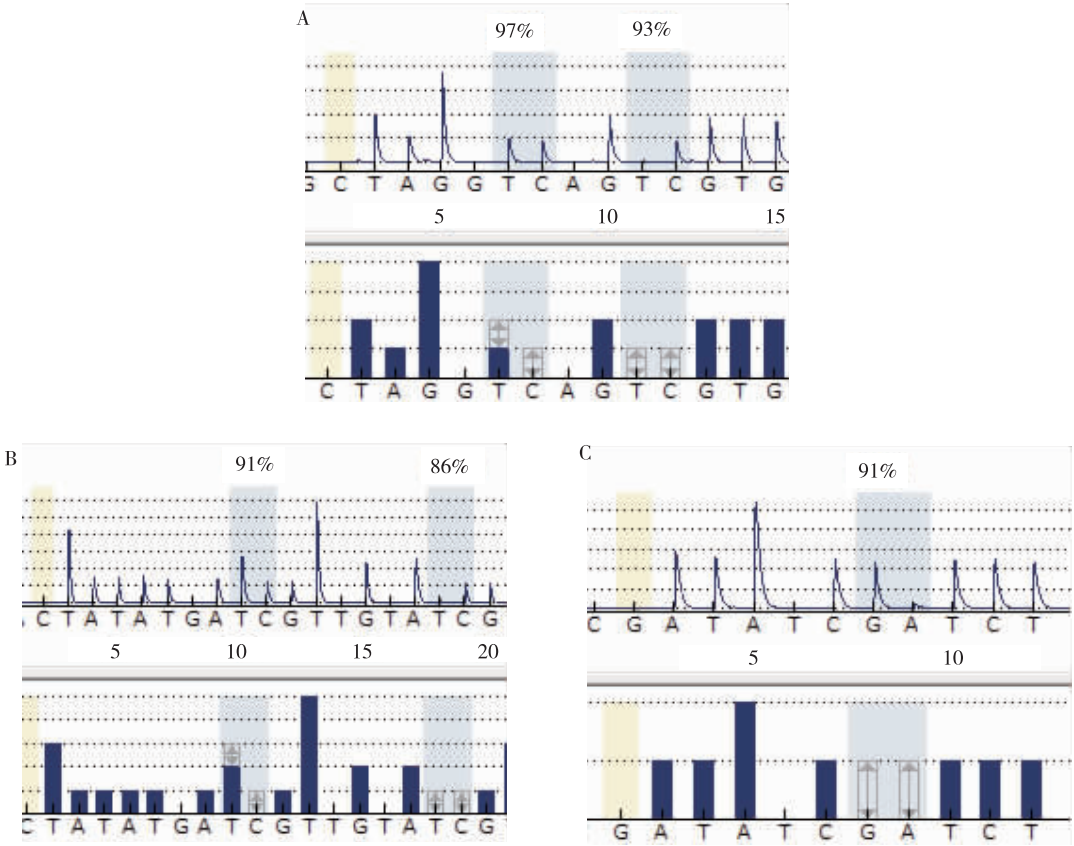 A
97% 93%
G C T A G G T C A G T C G T G
5 10 15
C T A G G T C A G T C G T G
B
91% 86%
C T A T A T G A T C G T T G T A T C G
5 10 15 20
C T A T A T G A T C G T T G T A T C G
C
91%
C G A T A T C G A T C T
5 10
G A T A T C G A T C T